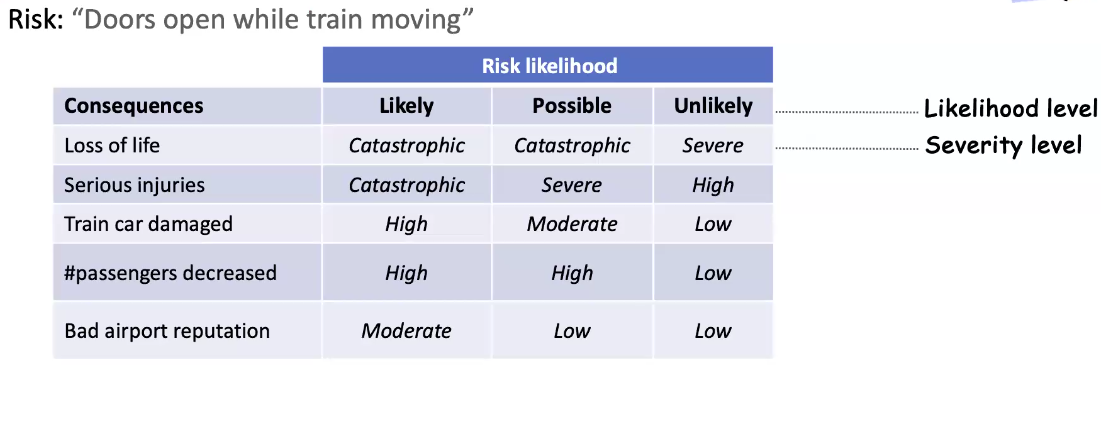 Risk: “Doors open while train moving”
Risk likelihood
Consequences Likely Possible Unlikely Likelihood level
Loss of life Catastrophic Catastrophic Severe Severity level
Serious injuries Catastrophic Severe High
Train car damaged High Moderate Low
#passengers decreased High High Low
Bad airport reputation Moderate Low Low